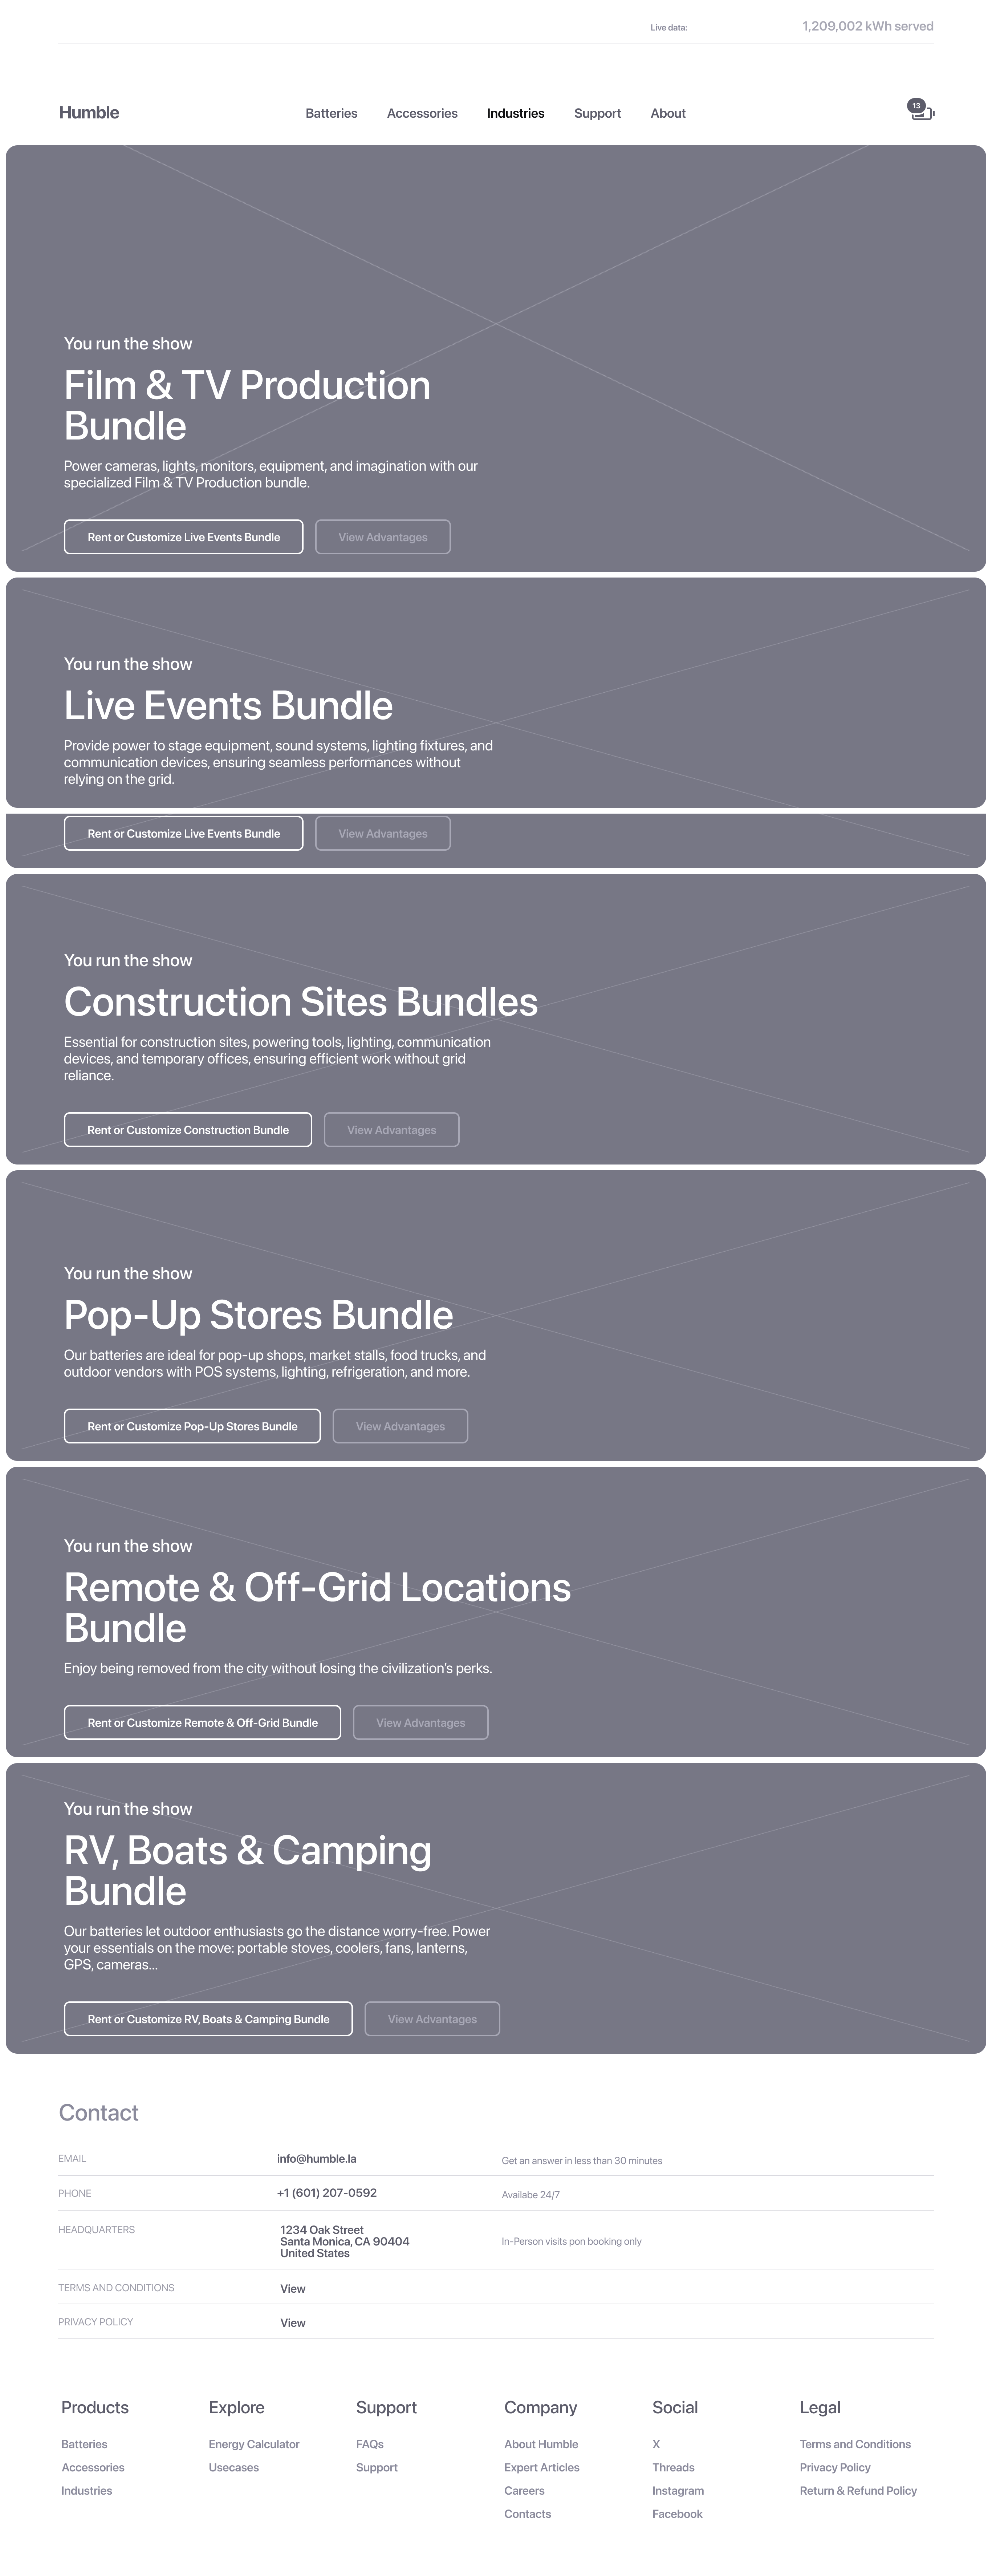 Live data:
1,209,002 kWh served
Humble
Batteries
Accessories
Industries
Support
About
13
You run the show
Film & TV Production
Bundle
Power cameras, lights, monitors, equipment, and imagination with our
specialized Film & TV Production bundle.
Rent or Customize Live Events Bundle
View Advantages
You run the show
Live Events Bundle
Provide power to stage equipment, sound systems, lighting fixtures, and
communication devices, ensuring seamless performances without
relying on the grid.
Rent or Customize Live Events Bundle
View Advantages
You run the show
Construction Sites Bundles
Essential for construction sites, powering tools, lighting, communication
devices, and temporary offices, ensuring efficient work without grid
reliance.
Rent or Customize Construction Bundle
View Advantages
You run the show
Pop-Up Stores Bundle
Our batteries are ideal for pop-up shops, market stalls, food trucks, and
outdoor vendors with POS systems, lighting, refrigeration, and more.
Rent or Customize Pop-Up Stores Bundle
View Advantages
You run the show
Remote & Off-Grid Locations
Bundle
Enjoy being removed from the city without losing the civilization's perks.
Rent or Customize Remote & Off-Grid Bundle
View Advantages
You run the show
RV, Boats & Camping
Bundle
Our batteries let outdoor enthusiasts go the distance worry-free. Power
your essentials on the move: portable stoves, coolers, fans, lanterns,
GPS, cameras...
Rent or Customize RV, Boats & Camping Bundle
View Advantages
Contact
EMAIL
info@humble.la
Get an answer in less than 30 minutes
PHONE
+1 (601) 207-0592
Availabe 24/7
HEADQUARTERS
1234 Oak Street
Santa Monica, CA 90404
United States
In-Person visits pon booking only
TERMS AND CONDITIONS
View
PRIVACY POLICY
View
Products
Batteries
Accessories
Industries
Explore
Energy Calculator
Usecases
Support
FAQs
Support
Company
About Humble
Expert Articles
Careers
Contacts
Social
X
Threads
Instagram
Facebook
Legal
Terms and Conditions
Privacy Policy
Return & Refund Policy